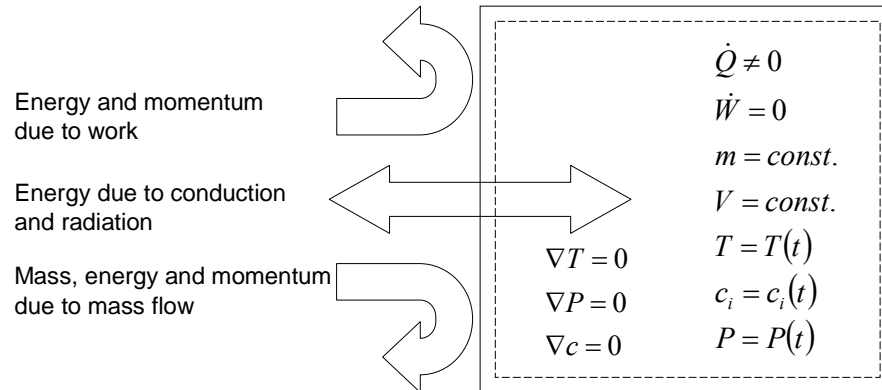 Energy and momentum
due to work
Energy due to conduction
and radiation
Mass, energy and momentum
due to mass flow
∇T = 0
∇P = 0
∇c = 0
Q̇ ≠ 0
Ẇ = 0
m = const.
V = const.
T = T(t)
cᵢ = cᵢ(t)
P = P(t)